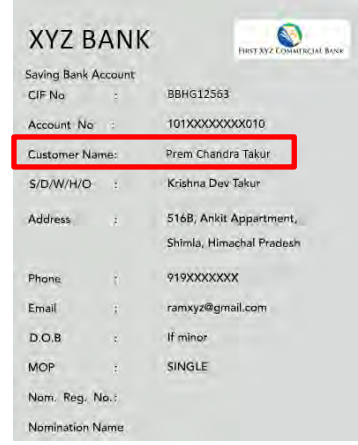 XYZ BANK
FIRST XYZ COMMERCIAL BANK
Saving Bank Account
CIF No : BBHG12563
Account No : 101XXXXXXXX010
Customer Name: Prem Chandra Takur
S/D/W/H/O : Krishna Dev Takur
Address : 516B, Ankit Appartment,
Shimla, Himachal Pradesh
Phone : 919XXXXXXX
Email : ramxyz@gmail.com
D.O.B : If minor
MOP : SINGLE
Nom. Reg. No.:
Nomination Name